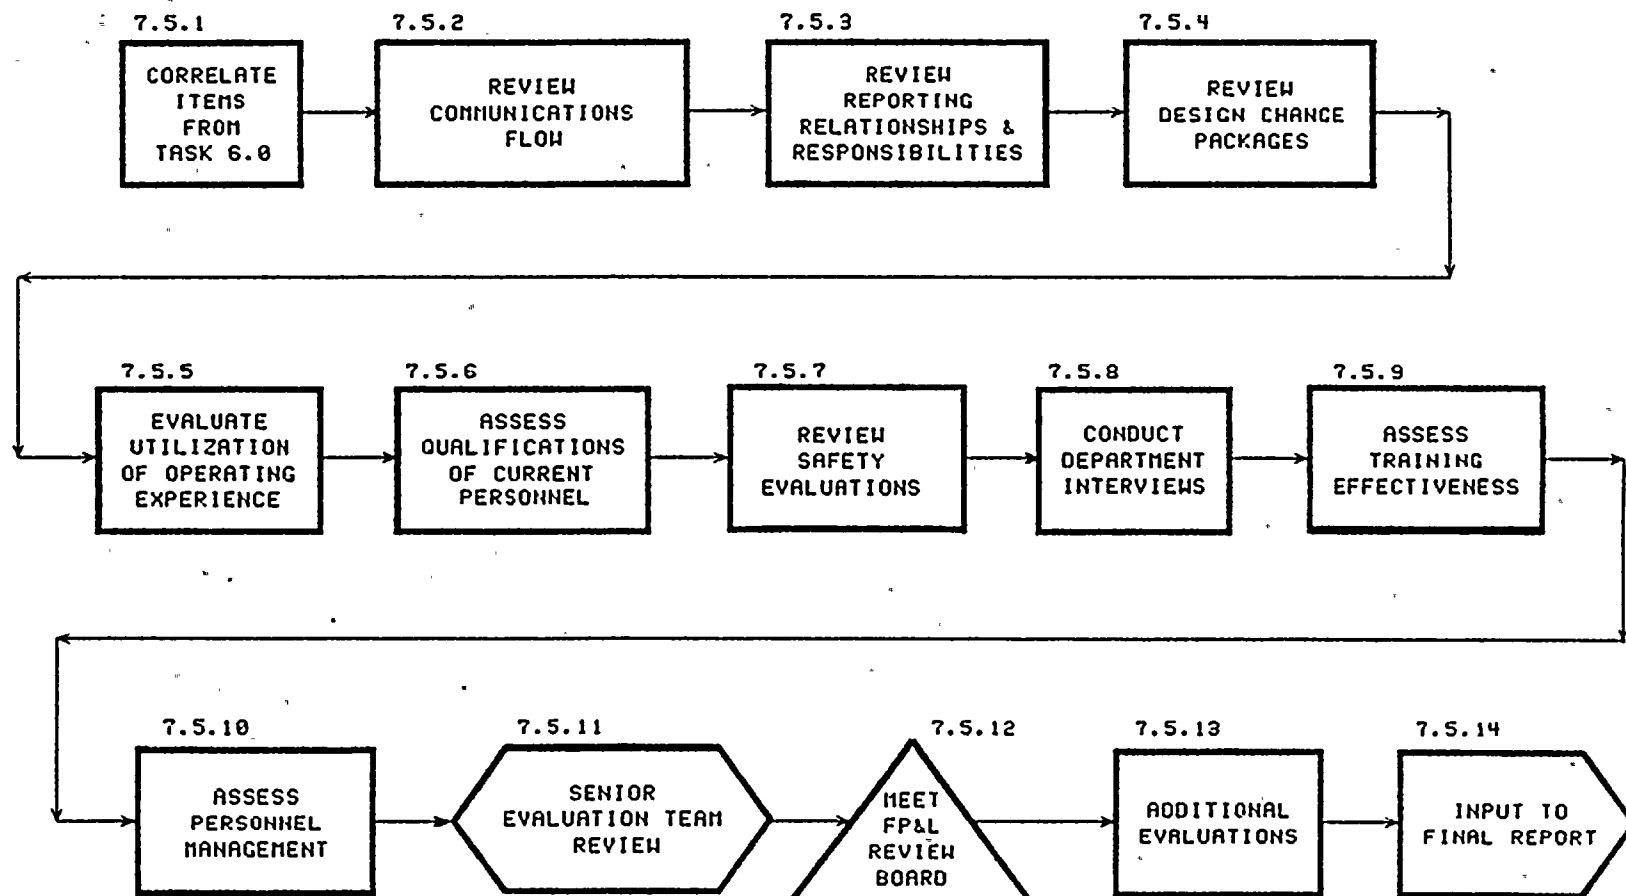 7.5.1
CORRELATE
ITEMS
FROM
TASK 6.0
7.5.2
REVIEW
COMMUNICATIONS
FLOW
7.5.3
REVIEW
REPORTING
RELATIONSHIPS &
RESPONSIBILITIES
7.5.4
REVIEW
DESIGN CHANGE
PACKAGES
7.5.5
EVALUATE
UTILIZATION
OF OPERATING
EXPERIENCE
7.5.6
ASSESS
QUALIFICATIONS
OF CURRENT
PERSONNEL
7.5.7
REVIEW
SAFETY
EVALUATIONS
7.5.8
CONDUCT
DEPARTMENT
INTERVIEWS
7.5.9
ASSESS
TRAINING
EFFECTIVENESS
7.5.10
ASSESS
PERSONNEL
MANAGEMENT
7.5.11
SENIOR
EVALUATION TEAM
REVIEW
7.5.12
MEET
FP&L
REVIEW
BOARD
7.5.13
ADDITIONAL
EVALUATIONS
7.5.14
INPUT TO
FINAL REPORT